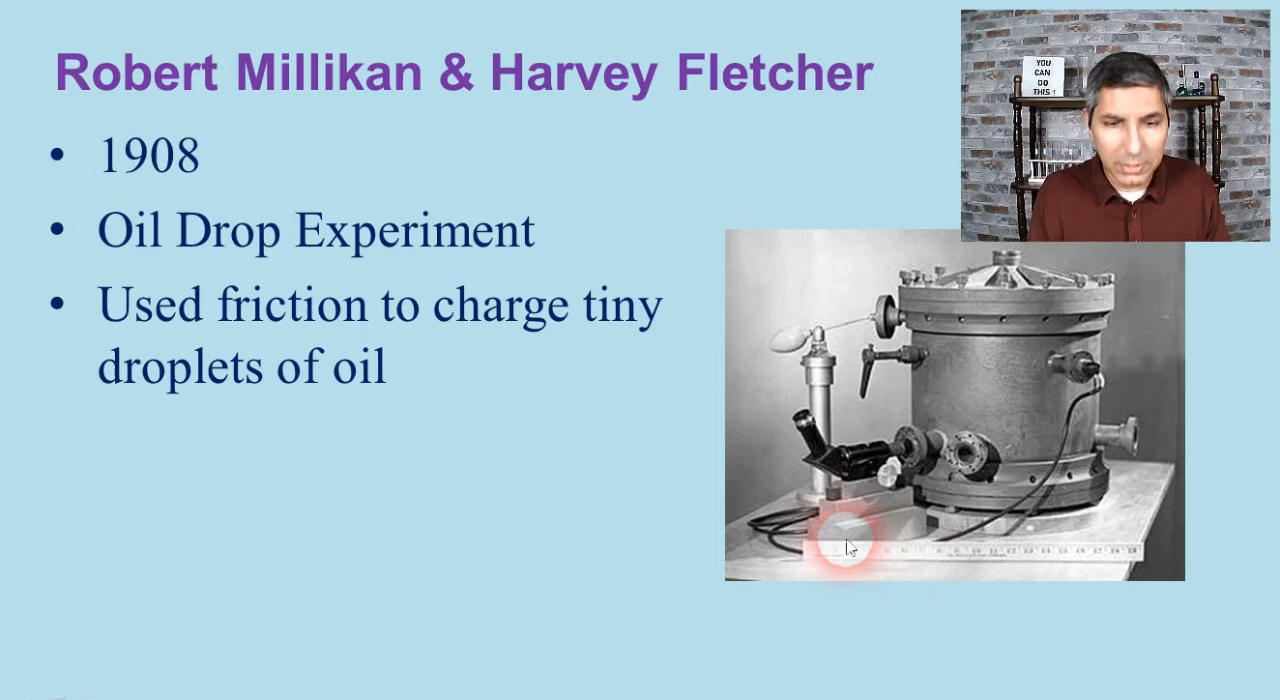 Robert Millikan & Harvey Fletcher
YOU
CAN
DO
THIS !
• 1908
• Oil Drop Experiment
• Used friction to charge tiny
droplets of oil